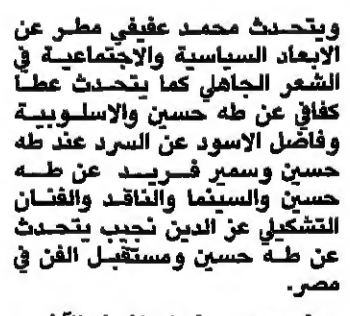 ويتحدث محمد عفيفي مطر عن
الابعاد السياسية والاجتماعية في
الشعر الجاهلي كما يتحدث عطا
كفافي عن طه حسين والاسلوبية
وفاضل الاسود عن السرد عند طه
حسين وسمير فريد عن طه
حسين والسينما والناقد والفنان
التشكيلي عز الدين نجيب يتحدث
عن طه حسين ومستقبل الفن في
مصر.